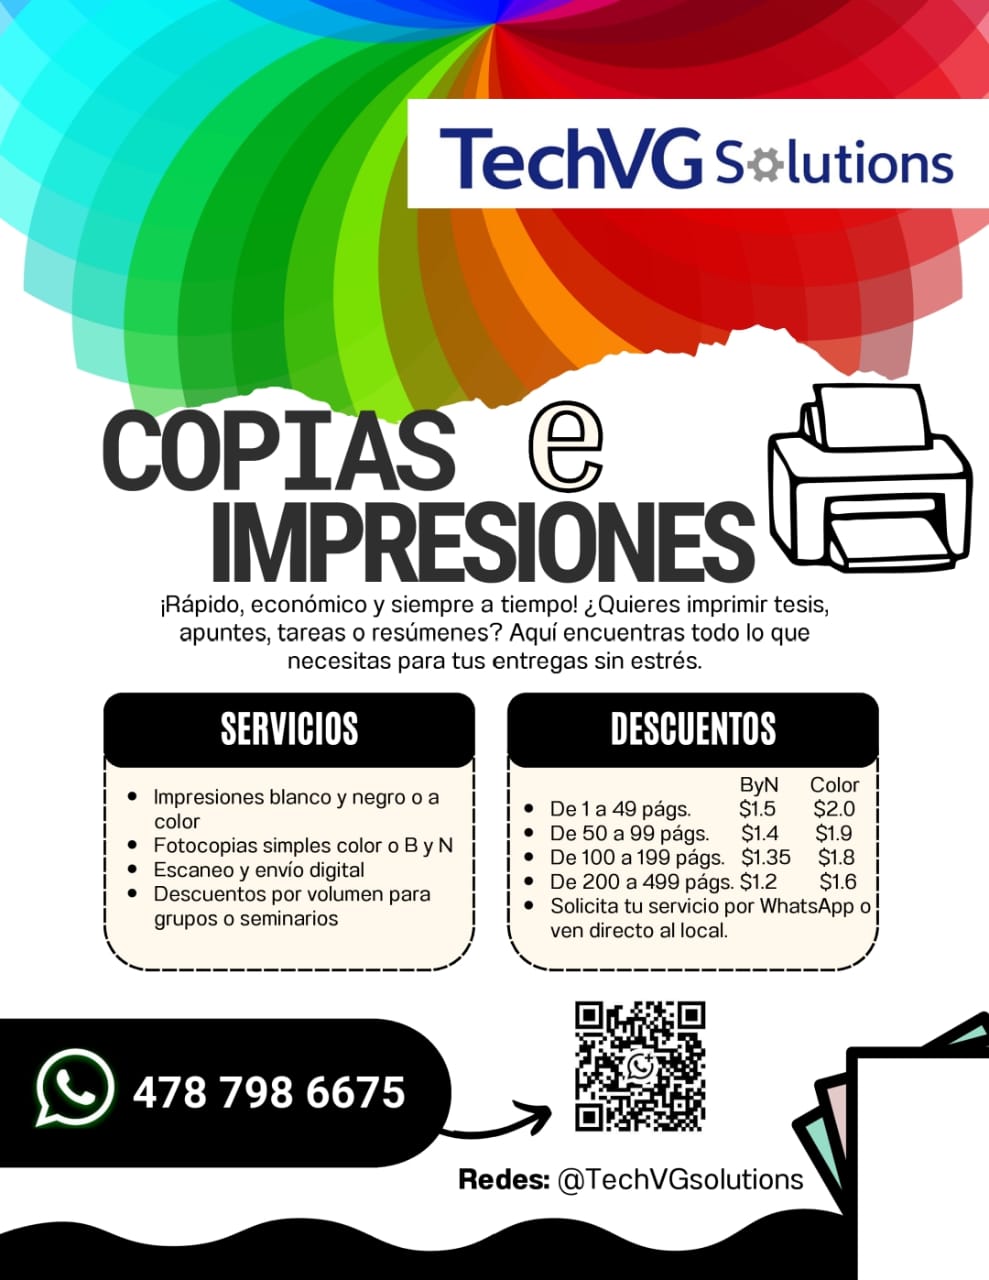 TechVG Solutions
COPIAS e
IMPRESIONES
¡Rápido, económico y siempre a tiempo! ¿Quieres imprimir tesis,
apuntes, tareas o resúmenes? Aquí encuentras todo lo que
necesitas para tus entregas sin estrés.
SERVICIOS
• Impresiones blanco y negro o a
color
• Fotocopias simples color o B y N
• Escaneo y envío digital
• Descuentos por volumen para
grupos o seminarios
DESCUENTOS
ByN Color
• De 1 a 49 págs. $1.5 $2.0
• De 50 a 99 págs. $1.4 $1.9
• De 100 a 199 págs. $1.35 $1.8
• De 200 a 499 págs. $1.2 $1.6
• Solicita tu servicio por WhatsApp o
ven directo al local.
478 798 6675
Redes: @TechVGsolutions